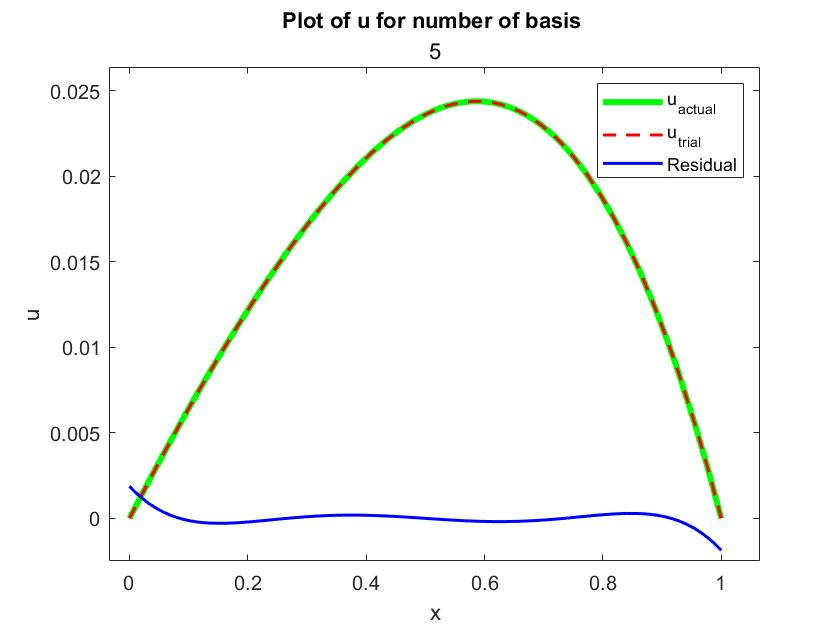 Plot of u for number of basis
5
u_actual
u_trial
Residual
0.025
0.02
0.015
0.01
0.005
0
u
0 0.2 0.4 0.6 0.8 1
x